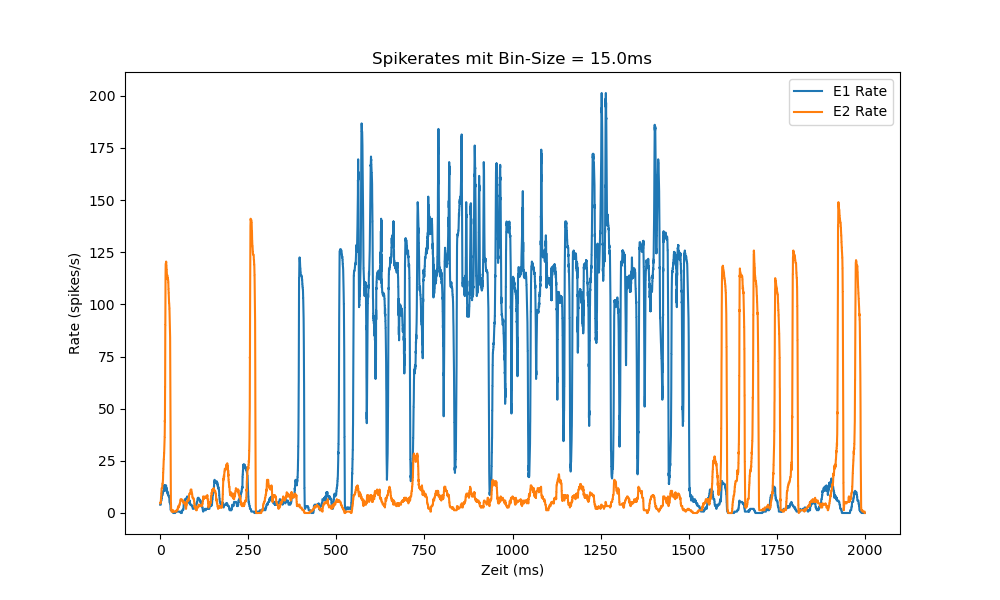 Spikerates mit Bin-Size = 15.0ms
E1 Rate
E2 Rate
200
175
150
125
100
75
50
25
0
Rate (spikes/s)
0 250 500 750 1000 1250 1500 1750 2000
Zeit (ms)